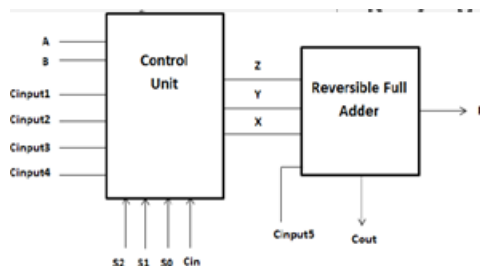 A
B
Cinput1
Cinput2
Cinput3
Cinput4
Control
Unit
Z
Y
X
Reversible Full
Adder
Cinput5
Cout
S2 S1 S0 Cin